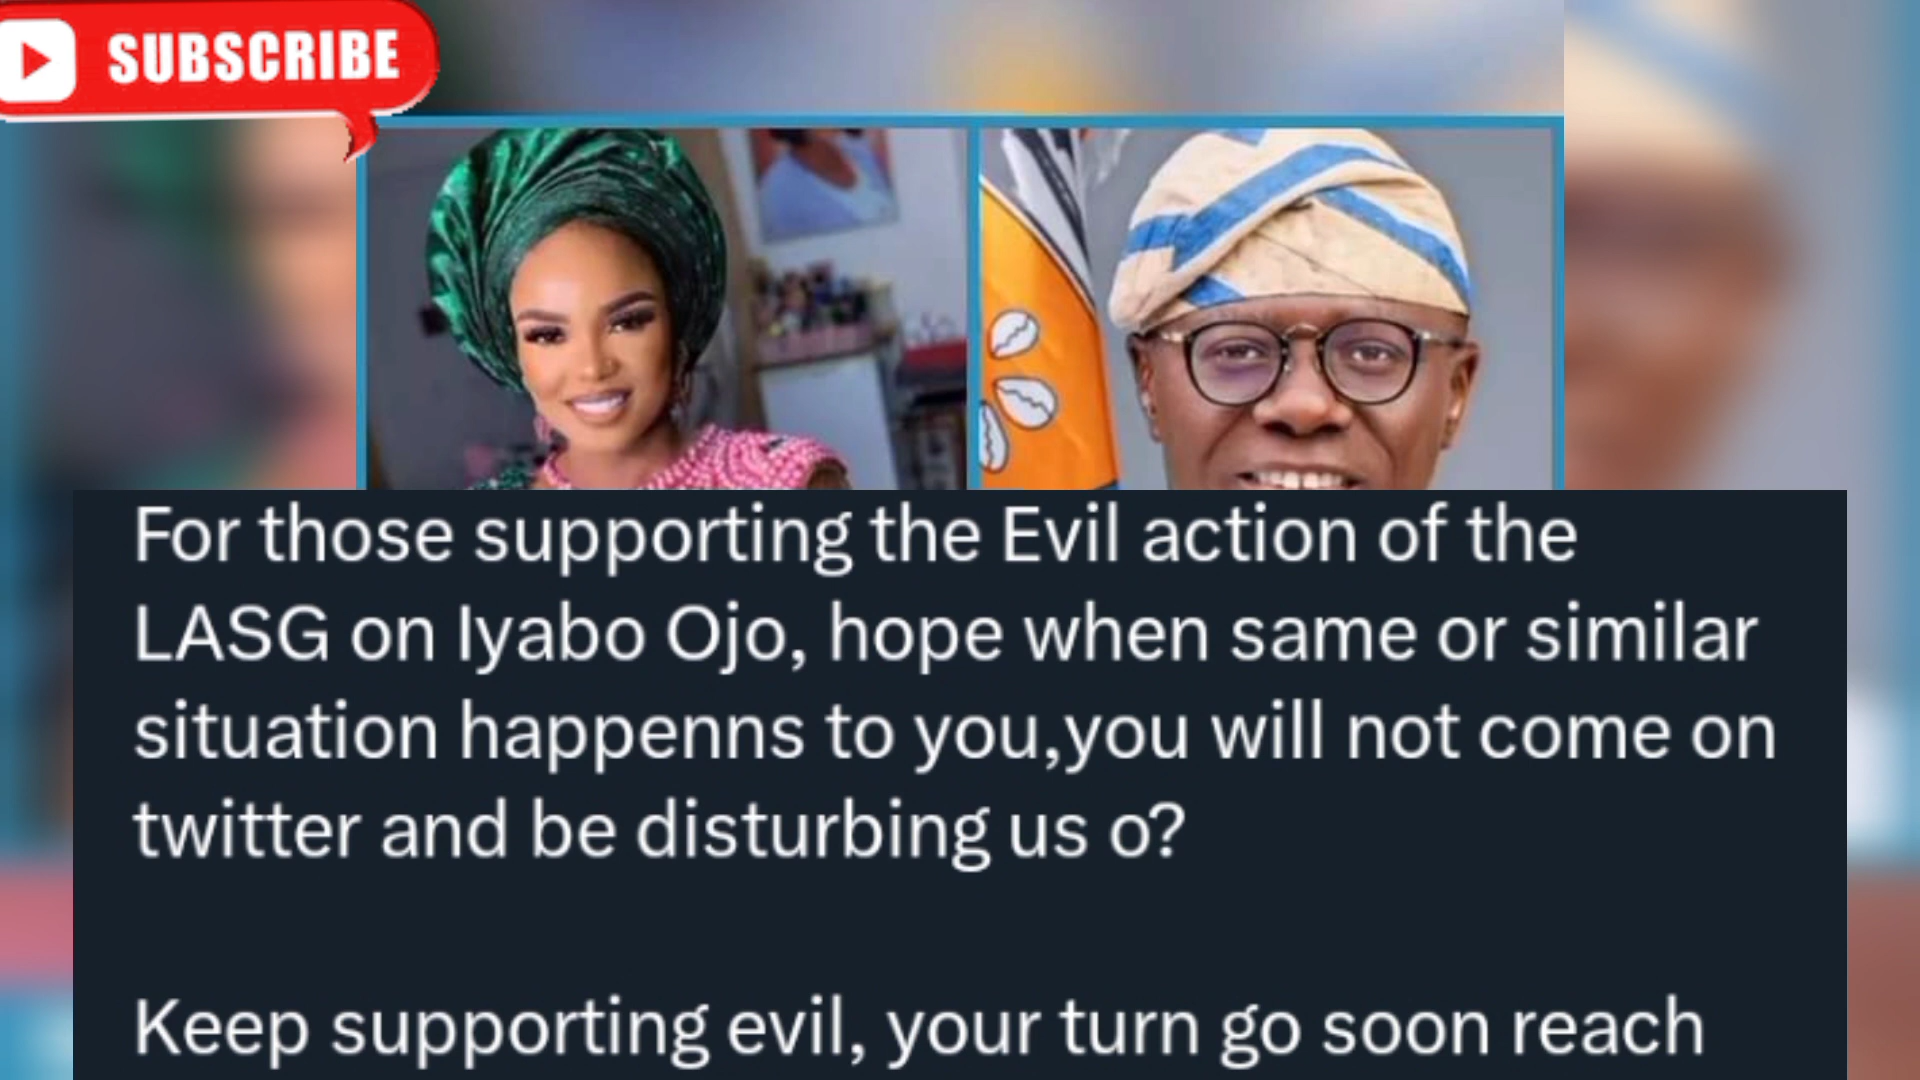 SUBSCRIBE
For those supporting the Evil action of the
LASG on Iyabo Ojo, hope when same or similar
situation happenns to you,you will not come on
twitter and be disturbing us o?
Keep supporting evil, your turn go soon reach